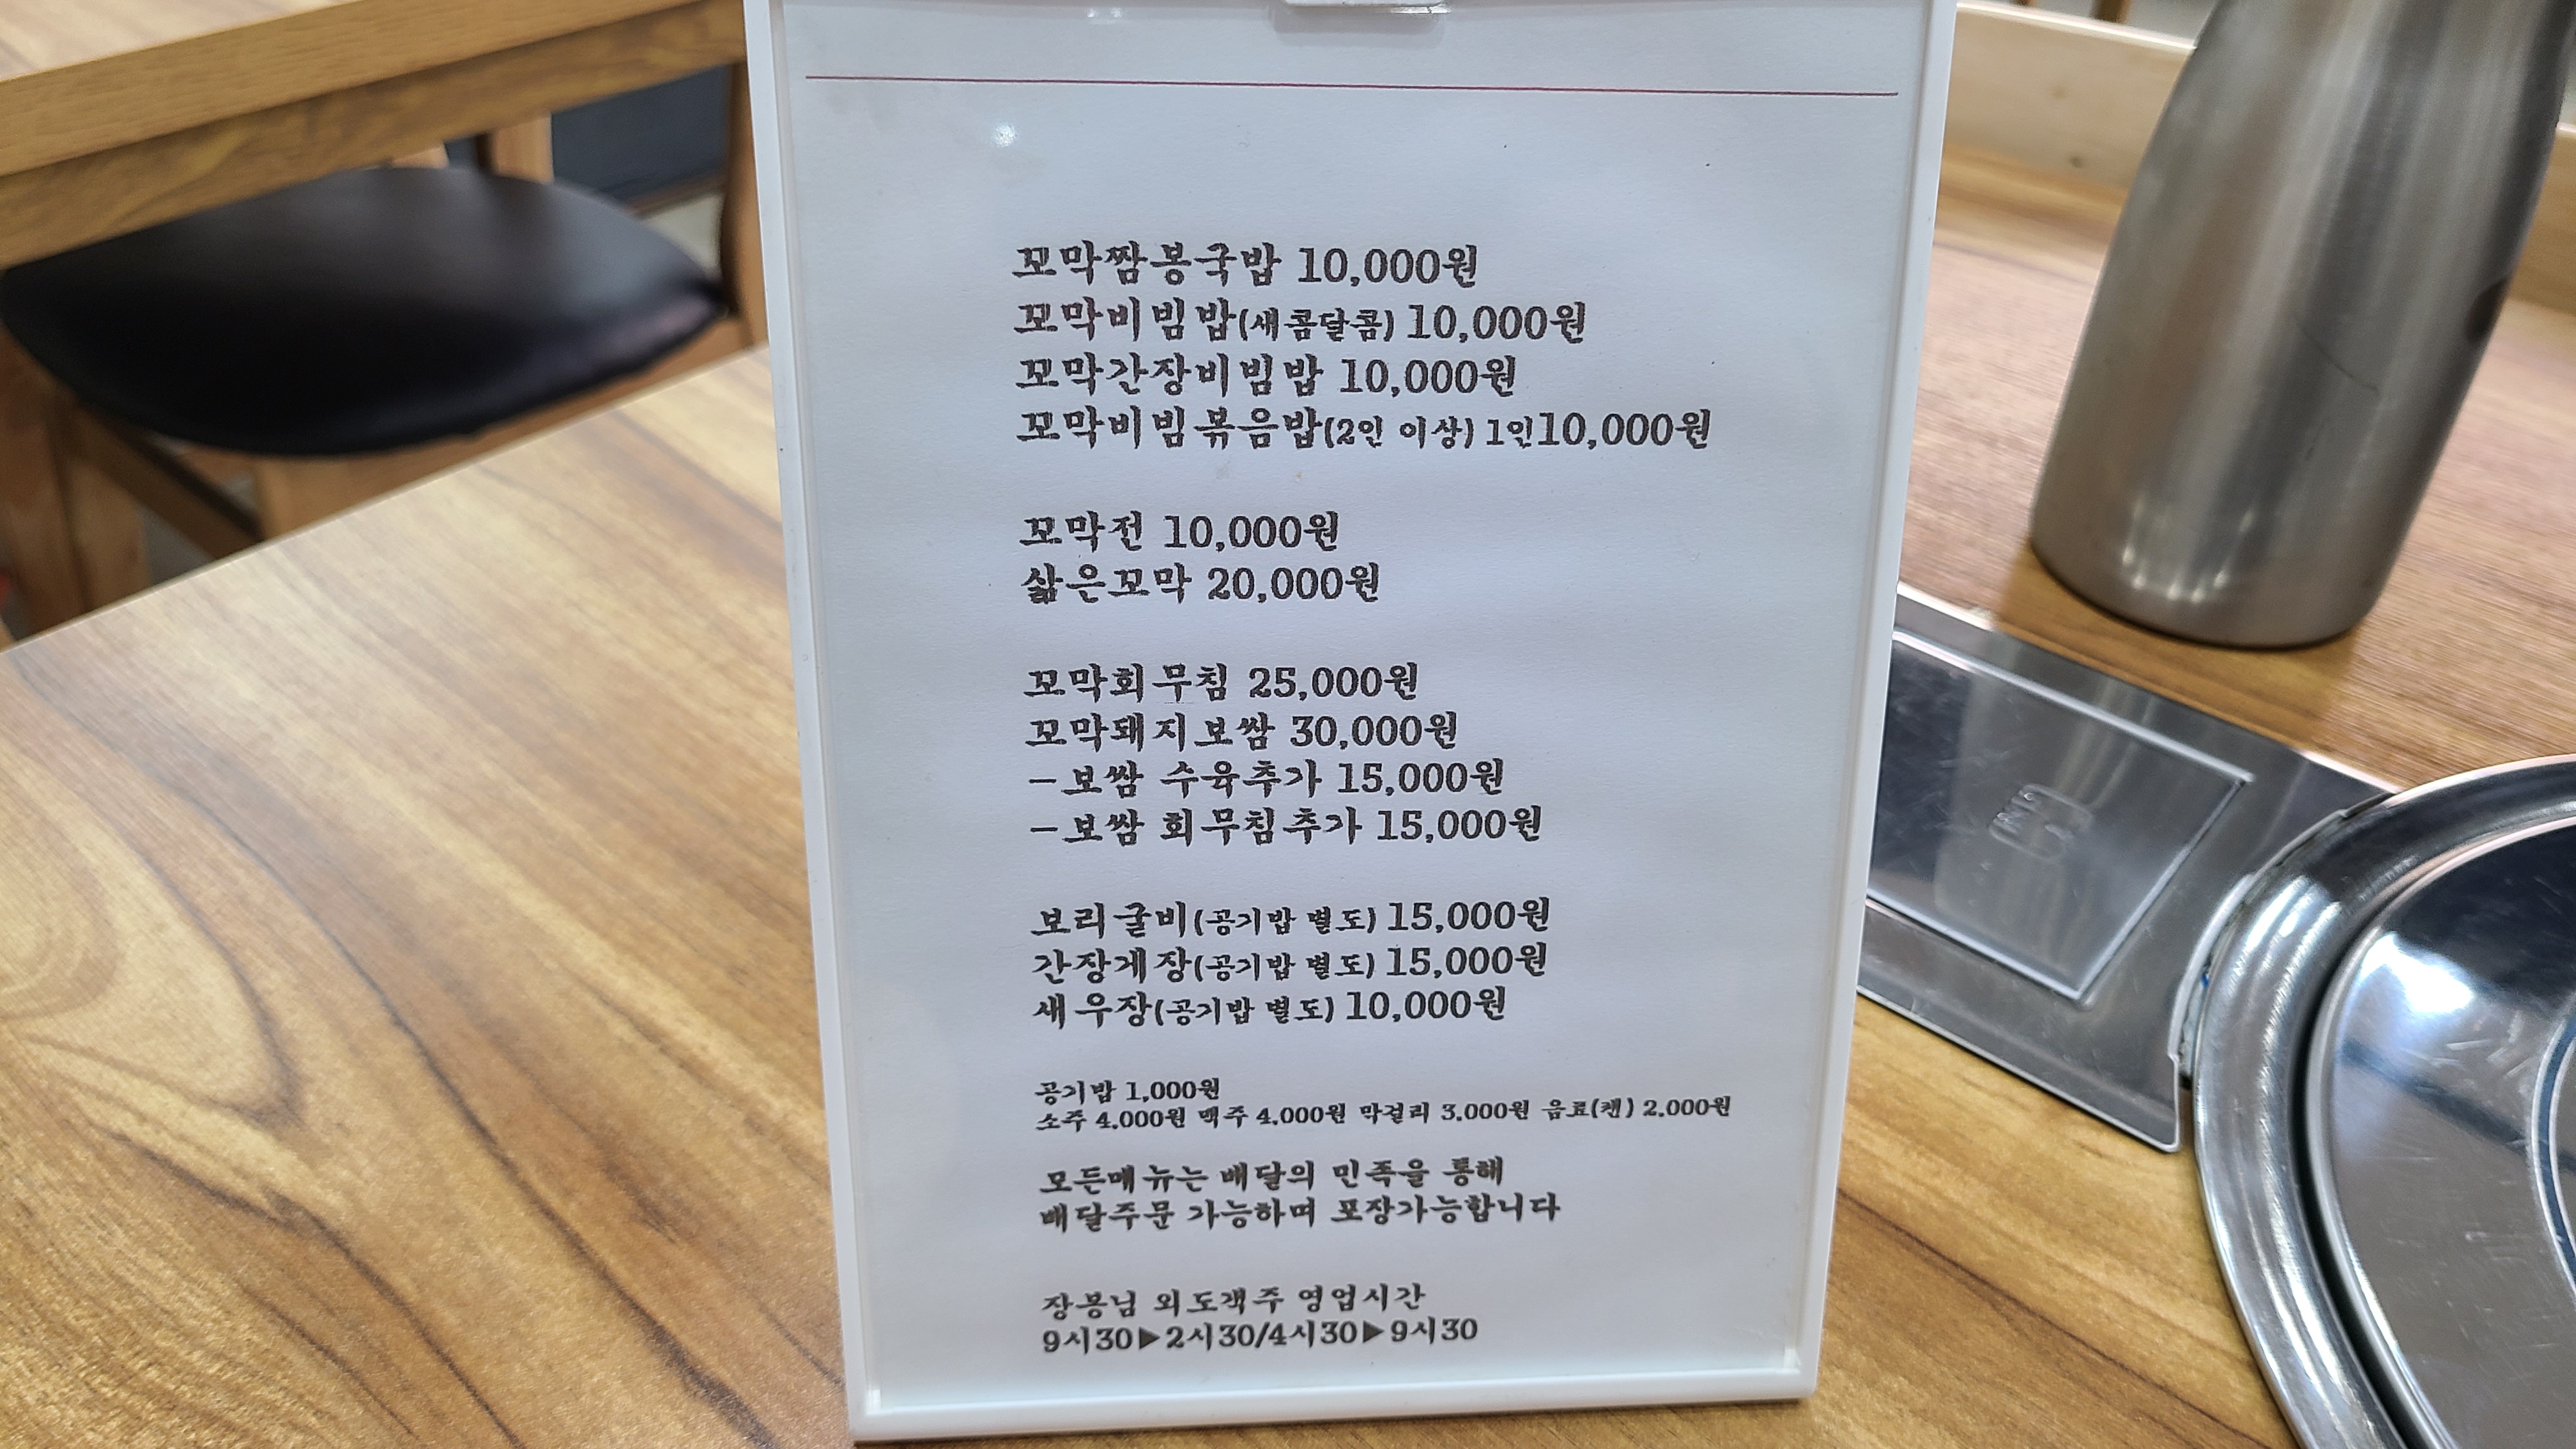 꼬막짬뽕국밥 10,000원
꼬막비빔밥(새콤달콤) 10,000원
꼬막간장비빔밥 10,000원
꼬막비빔볶음밥(2인 이상) 1인10,000원
꼬막전 10,000원
삶은꼬막 20,000원
꼬막회무침 25,000원
꼬막돼지보쌈 30,000원
-보쌈 수육추가 15,000원
-보쌈 회무침추가 15,000원
보리굴비(공기밥 별도) 15,000원
간장게장(공기밥 별도) 15,000원
새우장(공기밥 별도) 10,000원
공기밥 1,000원
소주 4,000원 맥주 4,000원 막걸리 3,000원 음료(캔) 2,000원
모든메뉴는 배달의 민족을 통해
배달주문 가능하며 포장가능합니다
장봉님 외도객주 영업시간
9시30▶2시30/4시30▶9시30